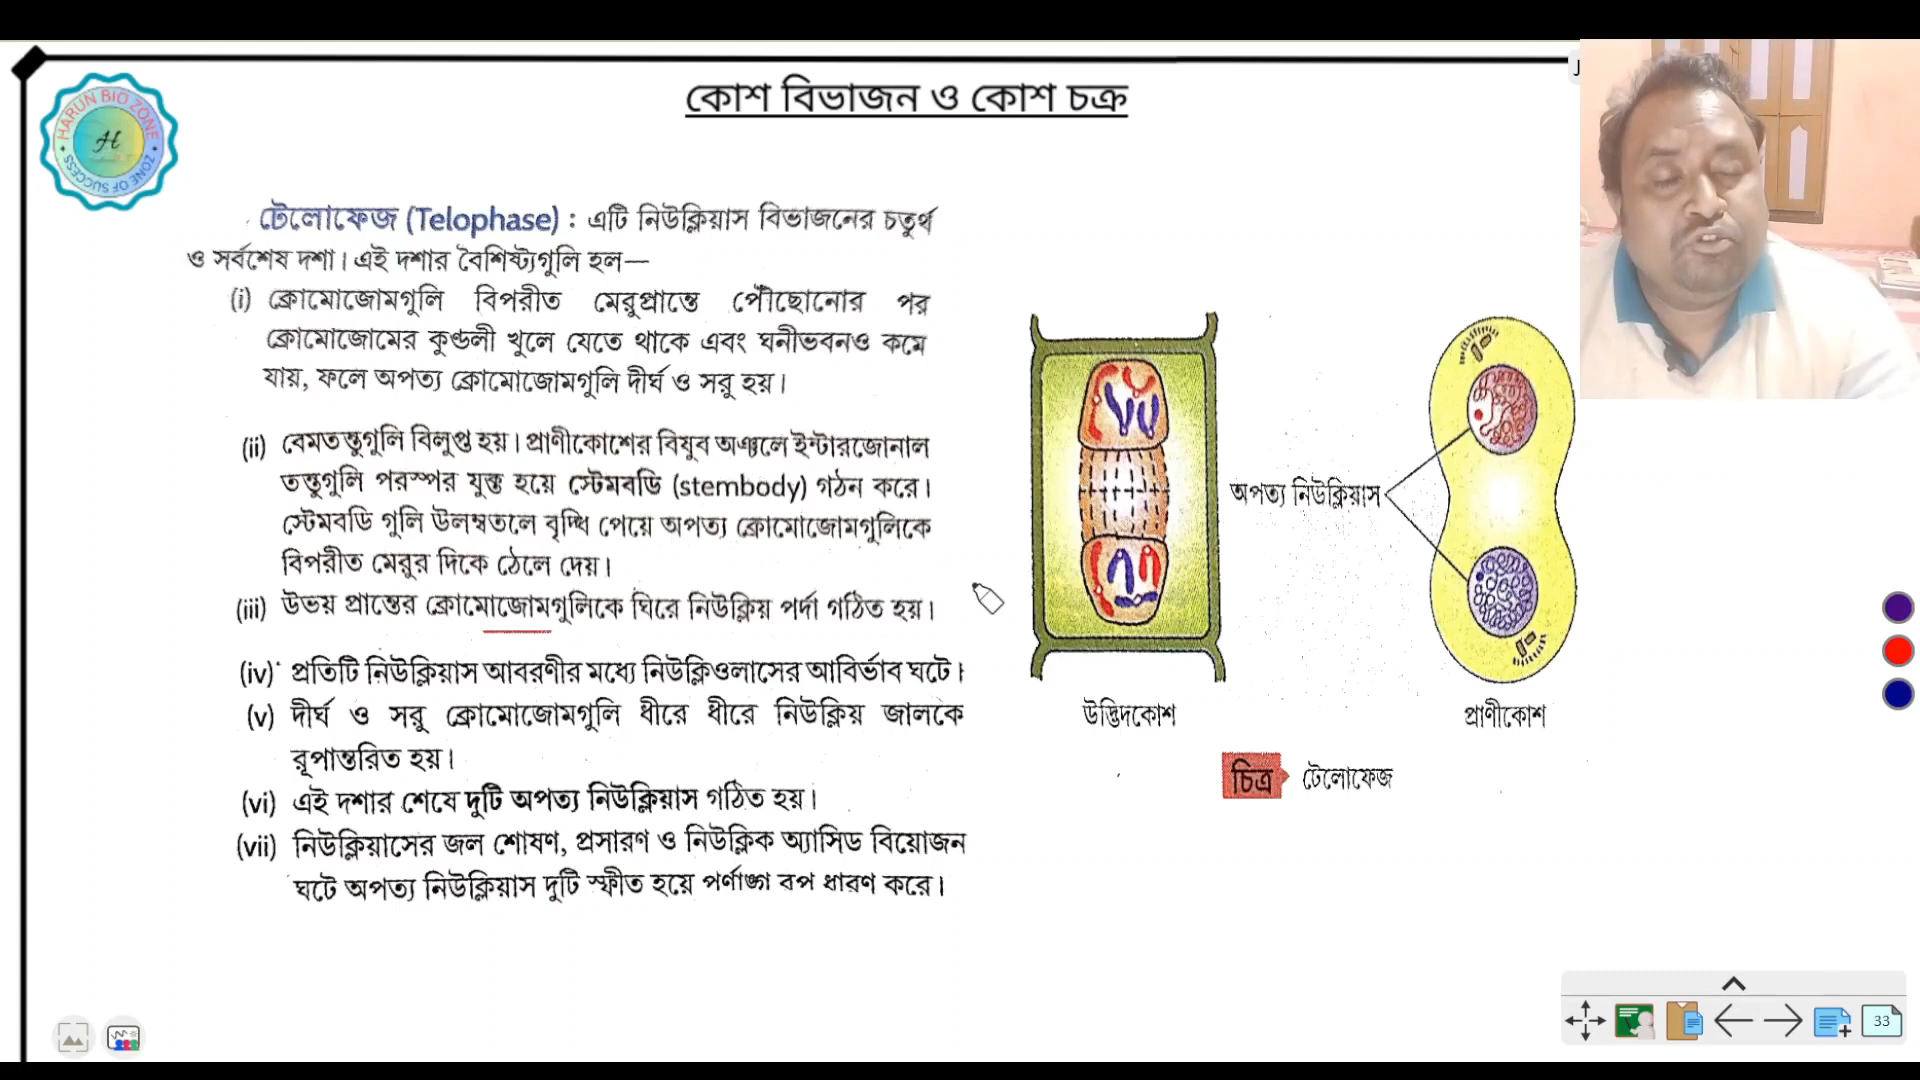 কোশ বিভাজন ও কোশ চক্র
HARUN BIO ZONE
H
ZONE OF SUCCESS
টেলোফেজ (Telophase) : এটি নিউক্লিয়াস বিভাজনের চতুর্থ
ও সর্বশেষ দশা। এই দশার বৈশিষ্ট্যগুলি হল—
(i) ক্রোমোজোমগুলি বিপরীত মেরুপ্রান্তে পৌঁছোনোর পর
ক্রোমোজোমের কুণ্ডলী খুলে যেতে থাকে এবং ঘনীভবনও কমে
যায়, ফলে অপত্য ক্রোমোজোমগুলি দীর্ঘ ও সরু হয়।
(ii) বেমতন্তুগুলি বিলুপ্ত হয়। প্রাণীকোশের বিষুব অঞ্চলে ইন্টারজোনাল
তন্তুগুলি পরস্পর যুক্ত হয়ে স্টেমবডি (stembody) গঠন করে।
স্টেমবডি গুলি উলম্বতলে বৃদ্ধি পেয়ে অপত্য ক্রোমোজোমগুলিকে
বিপরীত মেরুর দিকে ঠেলে দেয়।
(iii) উভয় প্রান্তের ক্রোমোজোমগুলিকে ঘিরে নিউক্লিয় পর্দা গঠিত হয়।
(iv) প্রতিটি নিউক্লিয়াস আবরণীর মধ্যে নিউক্লিওলাসের আবির্ভাব ঘটে।
(v) দীর্ঘ ও সরু ক্রোমোজোমগুলি ধীরে ধীরে নিউক্লিয় জালকে
রূপান্তরিত হয়।
(vi) এই দশার শেষে দুটি অপত্য নিউক্লিয়াস গঠিত হয়।
(vii) নিউক্লিয়াসের জল শোষণ, প্রসারণ ও নিউক্লিক অ্যাসিড বিয়োজন
ঘটে অপত্য নিউক্লিয়াস দুটি স্ফীত হয়ে পর্ণাঙ্গ বপ ধারণ করে।
অপত্য নিউক্লিয়াস
উদ্ভিদকোশ
প্রাণীকোশ
চিত্র টেলোফেজ
33